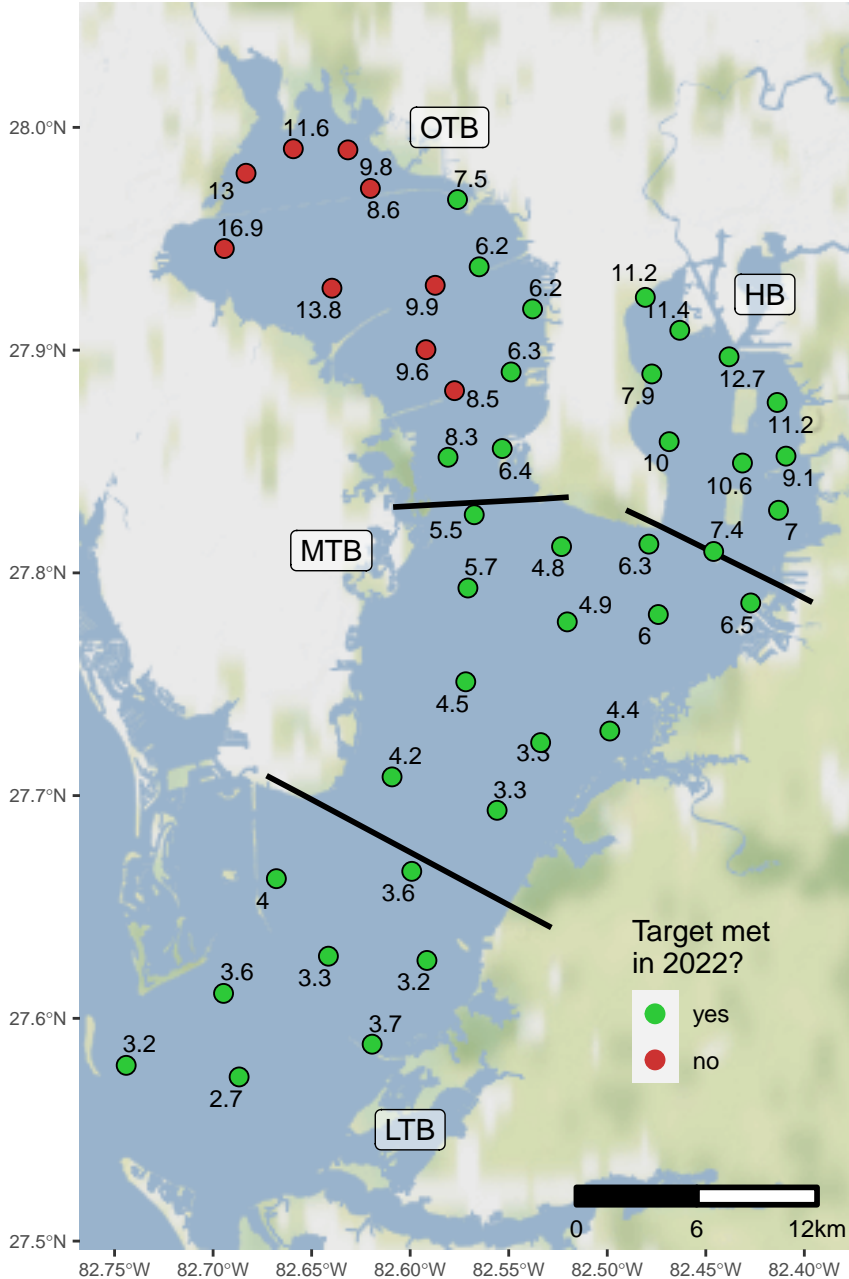 28.0°N
27.9°N
27.8°N
27.7°N
27.6°N
27.5°N
OTB
11.6
9.8
13
8.6
7.5
16.9
6.2
6.2
13.8
9.9
11.2
HB
11.4
9.6
6.3
12.7
8.5
7.9
11.2
8.3
6.4
10
10.6
9.1
5.5
7.4
7
MTB
4.8
6.3
5.7
4.9
6
6.5
4.5
4.4
3.3
4.2
3.3
4
3.6
3.3
3.2
3.6
3.7
3.2
2.7
LTB
Target met
in 2022?
yes
no
0 6 12km
82.75°W 82.70°W 82.65°W 82.60°W 82.55°W 82.50°W 82.45°W 82.40°W